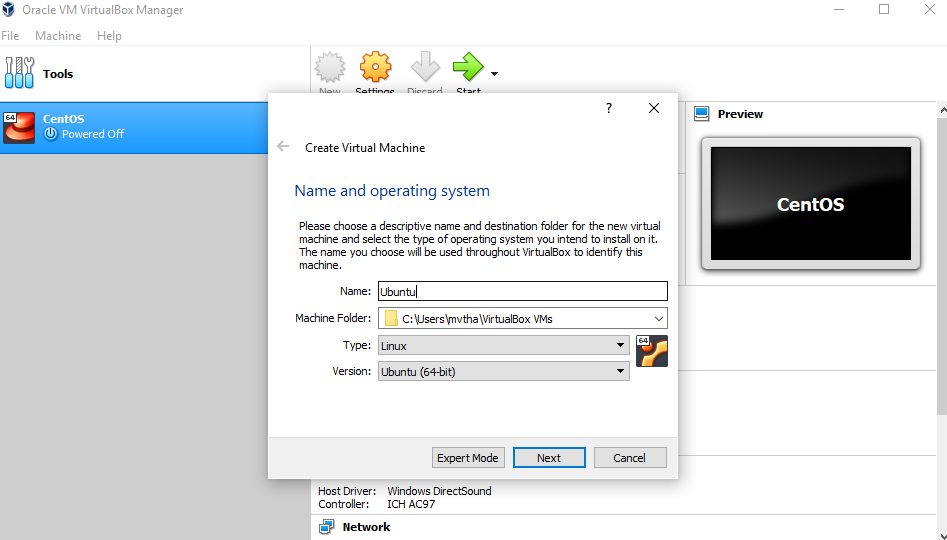 Oracle VM VirtualBox Manager
File Machine Help
Tools
New Settings Discard Start
64 CentOS
Powered Off
Preview
CentOS
?
Create Virtual Machine
Name and operating system
Please choose a descriptive name and destination folder for the new virtual
machine and select the type of operating system you intend to install on it.
The name you choose will be used throughout VirtualBox to identify this
machine.
Name: Ubuntu
Machine Folder: C:\Users\mvtha\VirtualBox VMs
Type: Linux
64
Version: Ubuntu (64-bit)
Expert Mode Next Cancel
Host Driver: Windows DirectSound
Controller: ICH AC97
Network